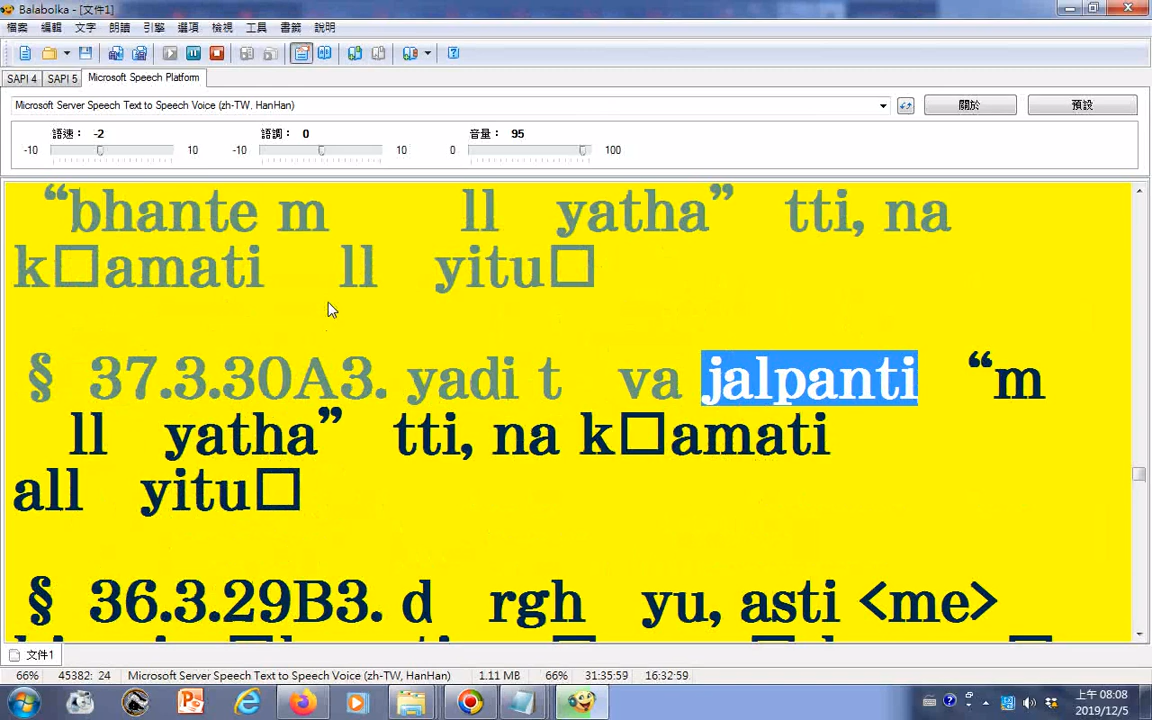 Balabolka - [文件1]
檔案 編輯 文字 朗讀 引擎 選項 檢視 工具 書籤 說明
SAPI 4 SAPI 5 Microsoft Speech Platform
Microsoft Server Speech Text to Speech Voice (zh-TW, HanHan) 關於 預設
語速： -2 語調： 0 音量： 95
-10 10 -10 10 0 100
“bhante m ll yatha” tti, na
k□amati ll yitu□
§ 37.3.30A3. yadi t va jalpanti “m
ll yatha” tti, na k□amati
all yitu□
§ 36.3.29B3. d rgh yu, asti <me>
文件1
66% 45382: 24 Microsoft Server Speech Text to Speech Voice (zh-TW, HanHan) 1.11 MB 66% 31:35:59 16:32:59
上午 08:08
2019/12/5